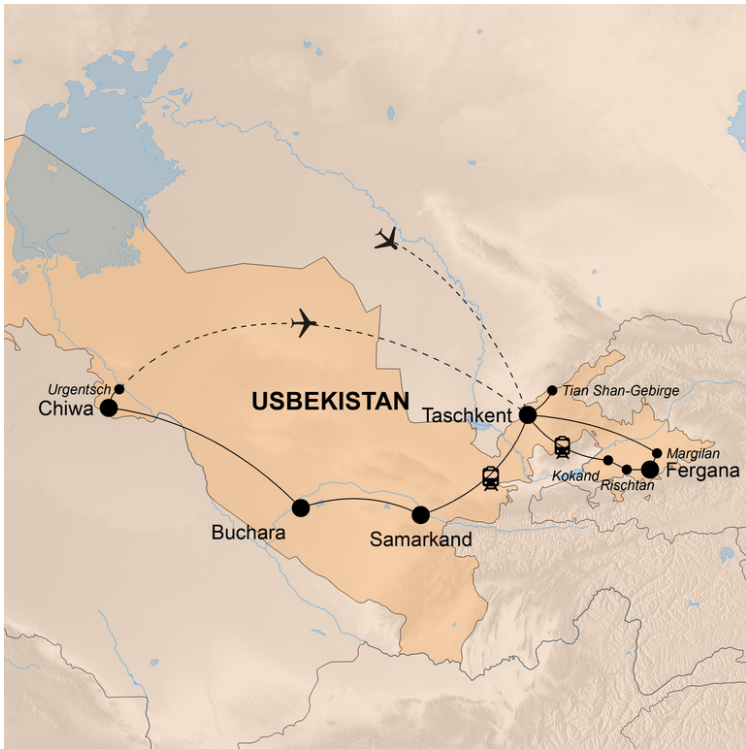 Urgentsch
Chiwa
USBEKISTAN
Tian Shan-Gebirge
Taschkent
Margilan
Fergana
Kokand
Rischtan
Buchara
Samarkand